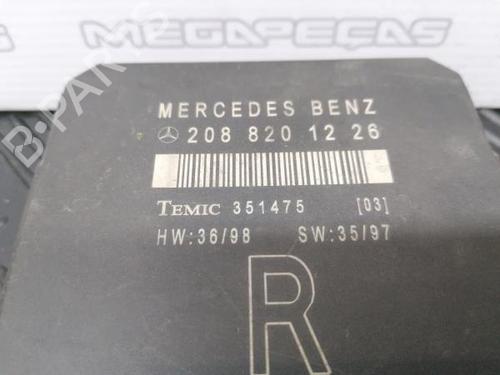 MEGAPEÇAS
B-PARTS
MERCEDES BENZ
208 820 12 26
TEMIC 351475 [03]
HW:36/98 SW:35/97
R